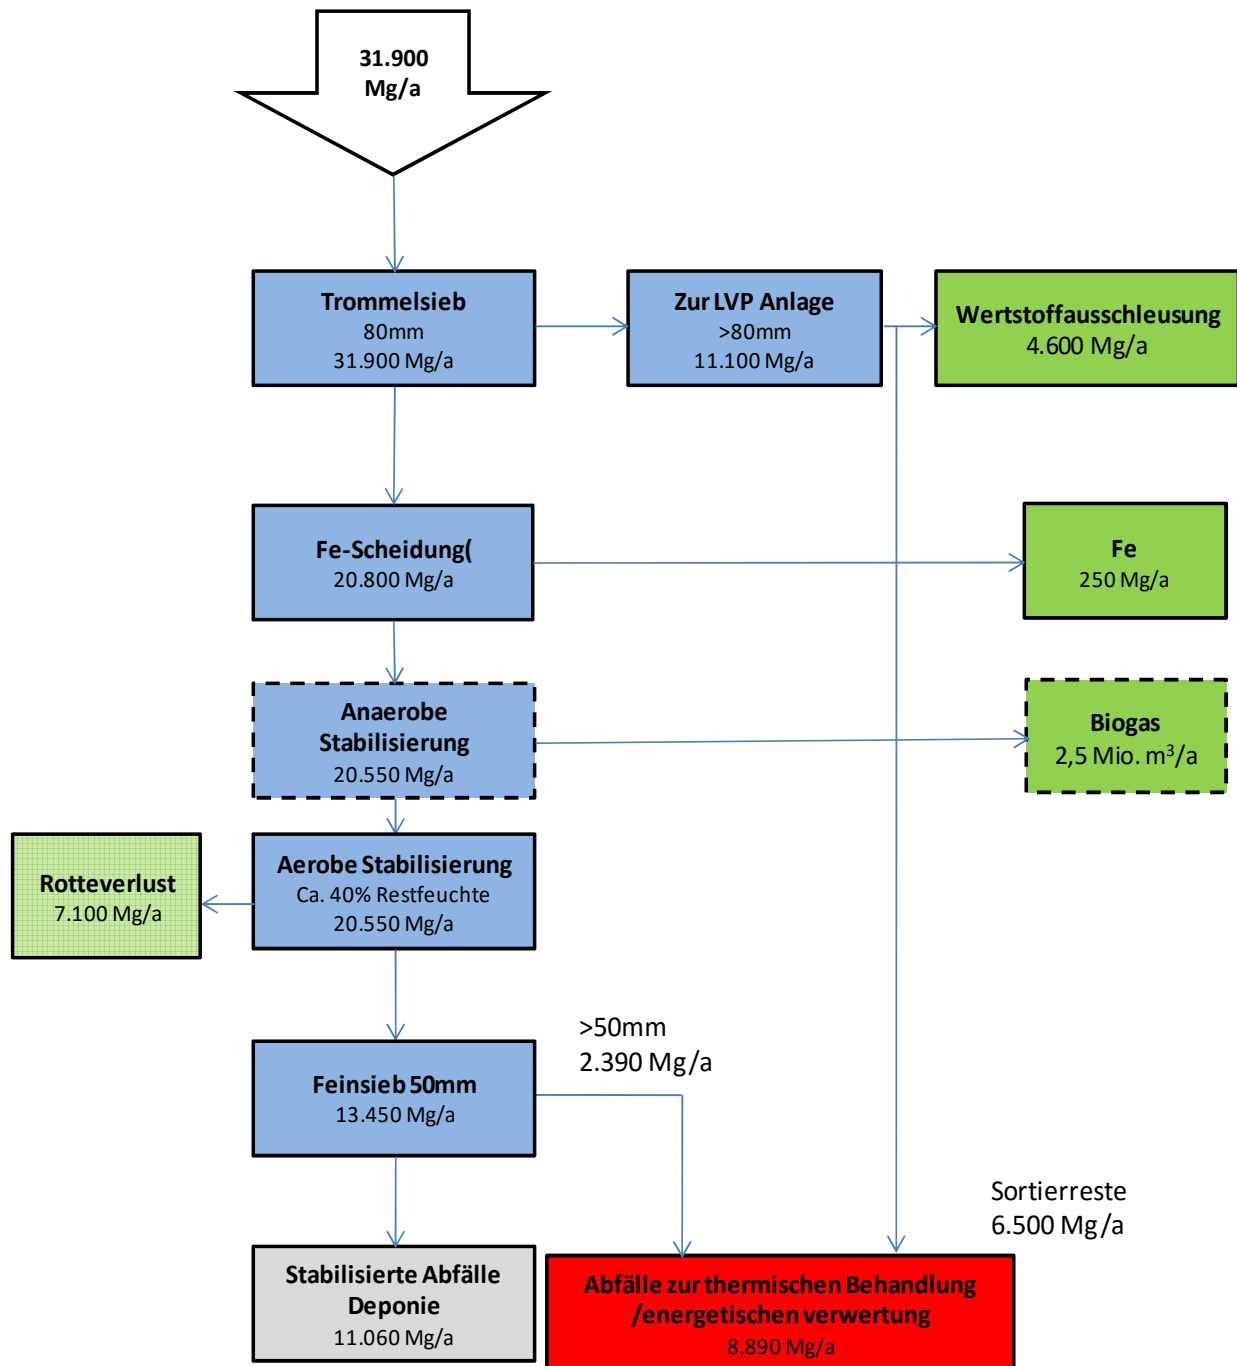 31.900
Mg/a
Trommelsieb
80mm
31.900 Mg/a
Zur LVP Anlage
>80mm
11.100 Mg/a
Wertstoffausschleusung
4.600 Mg/a
Fe-Scheidung(
20.800 Mg/a
Fe
250 Mg/a
Anaerobe
Stabilisierung
20.550 Mg/a
Biogas
2,5 Mio. m³/a
Rotteverlust
7.100 Mg/a
Aerobe Stabilisierung
Ca. 40% Restfeuchte
20.550 Mg/a
>50mm
2.390 Mg/a
Feinsieb 50mm
13.450 Mg/a
Sortierreste
6.500 Mg/a
Stabilisierte Abfälle
Deponie
11.060 Mg/a
Abfälle zur thermischen Behandlung
/energetischen verwertung
8.890 Mg/a